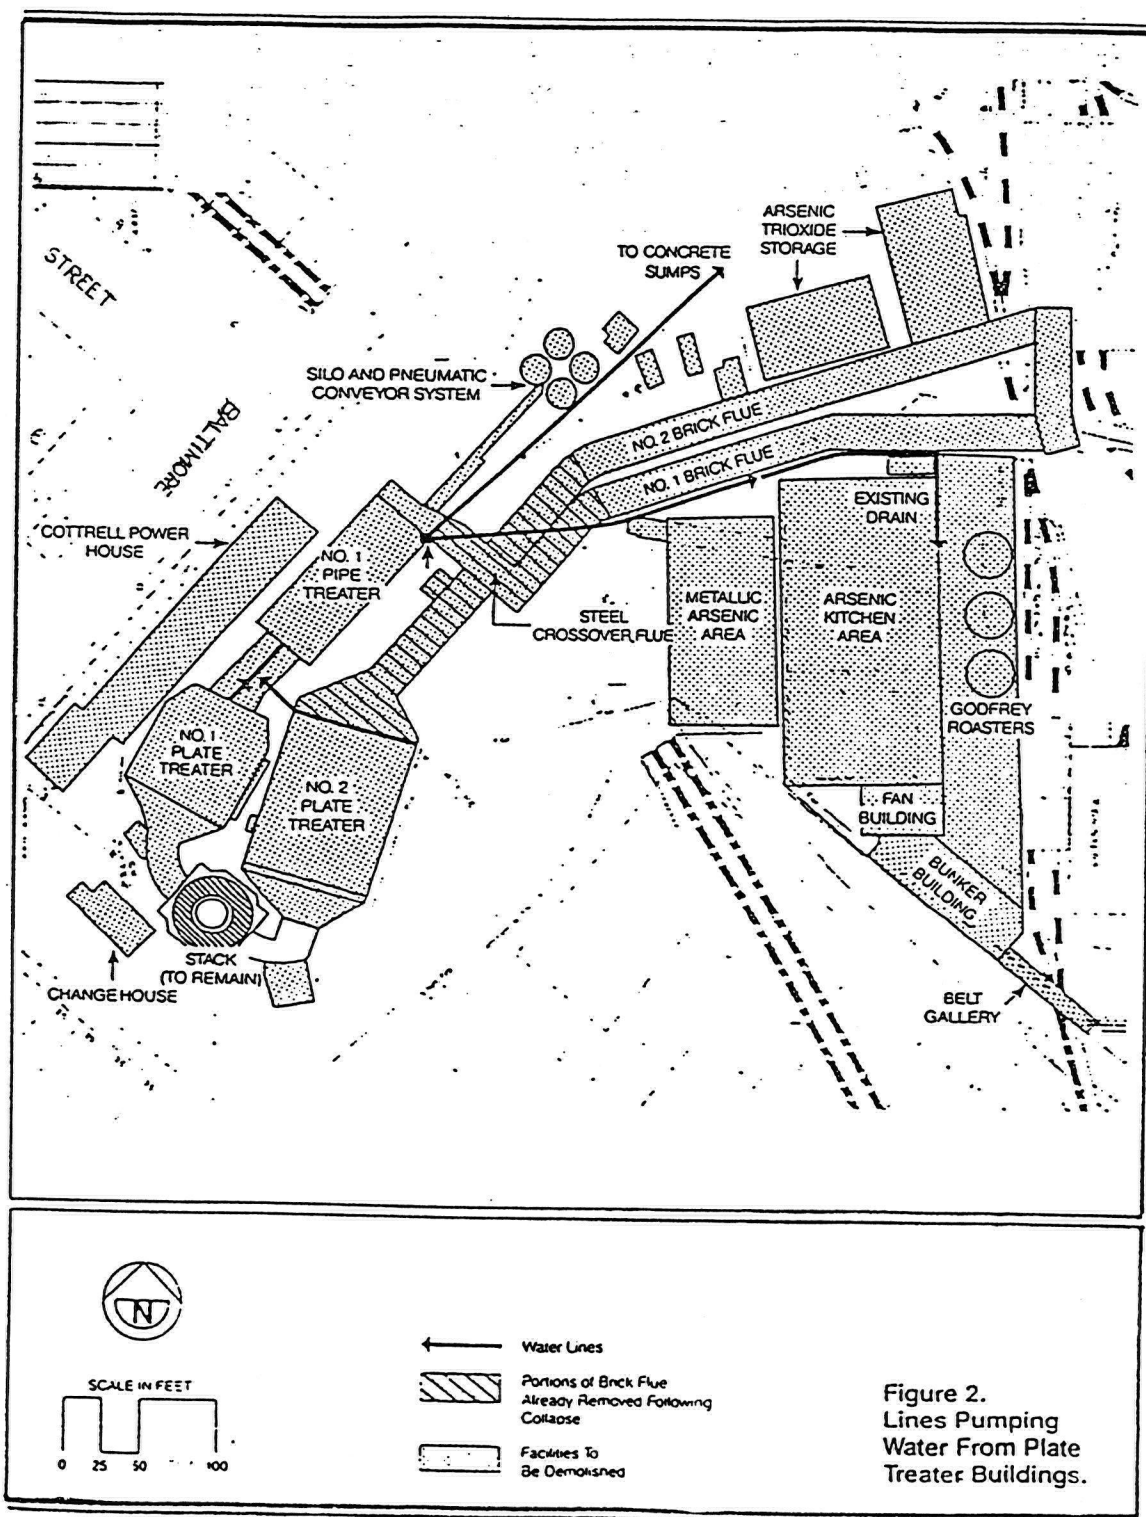 ARSENIC
TRIOXIDE
STORAGE
TO CONCRETE
SUMPS
STREET
SILO AND PNEUMATIC
CONVEYOR SYSTEM
BALTIMORE
NO. 2 BRICK FLUE
NO. 1 BRICK FLUE
EXISTING
DRAIN
COTTRELL POWER
HOUSE
NO. 1
PIPE
TREATER
STEEL
CROSSOVER FLUE
METALLIC
ARSENIC
AREA
ARSENIC
KITCHEN
AREA
GODFREY
ROASTERS
NO. 1
PLATE
TREATER
NO. 2
PLATE
TREATER
FAN
BUILDING
BUNKER
BUILDING
STACK
(TO REMAIN)
CHANGE HOUSE
BELT
GALLERY
N
SCALE IN FEET
0 25 50 100
Water Lines
Portions of Brick Flue
Already Removed Following
Collapse
Facilities To
Be Demolished
Figure 2.
Lines Pumping
Water From Plate
Treater Buildings.